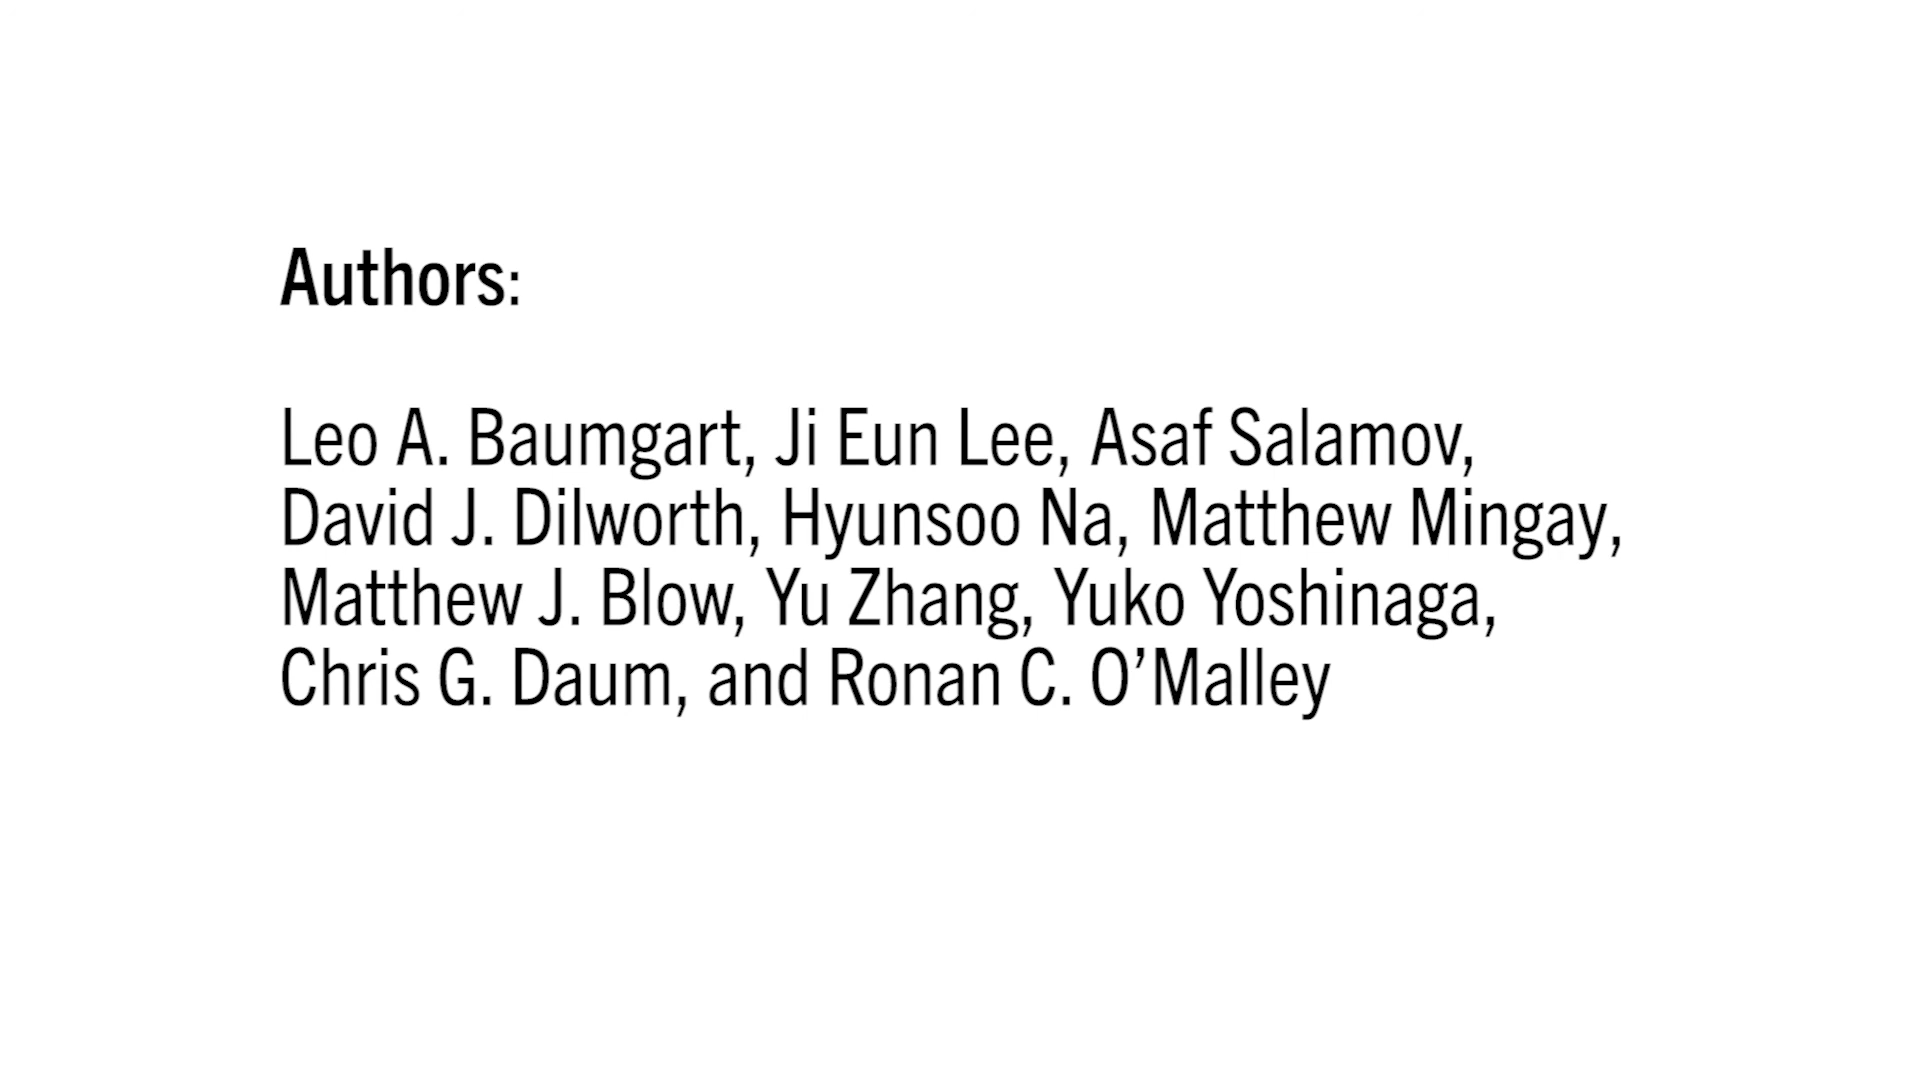 Authors:
Leo A. Baumgart, Ji Eun Lee, Asaf Salamov,
David J. Dilworth, Hyunsoo Na, Matthew Mingay,
Matthew J. Blow, Yu Zhang, Yuko Yoshinaga,
Chris G. Daum, and Ronan C. O’Malley